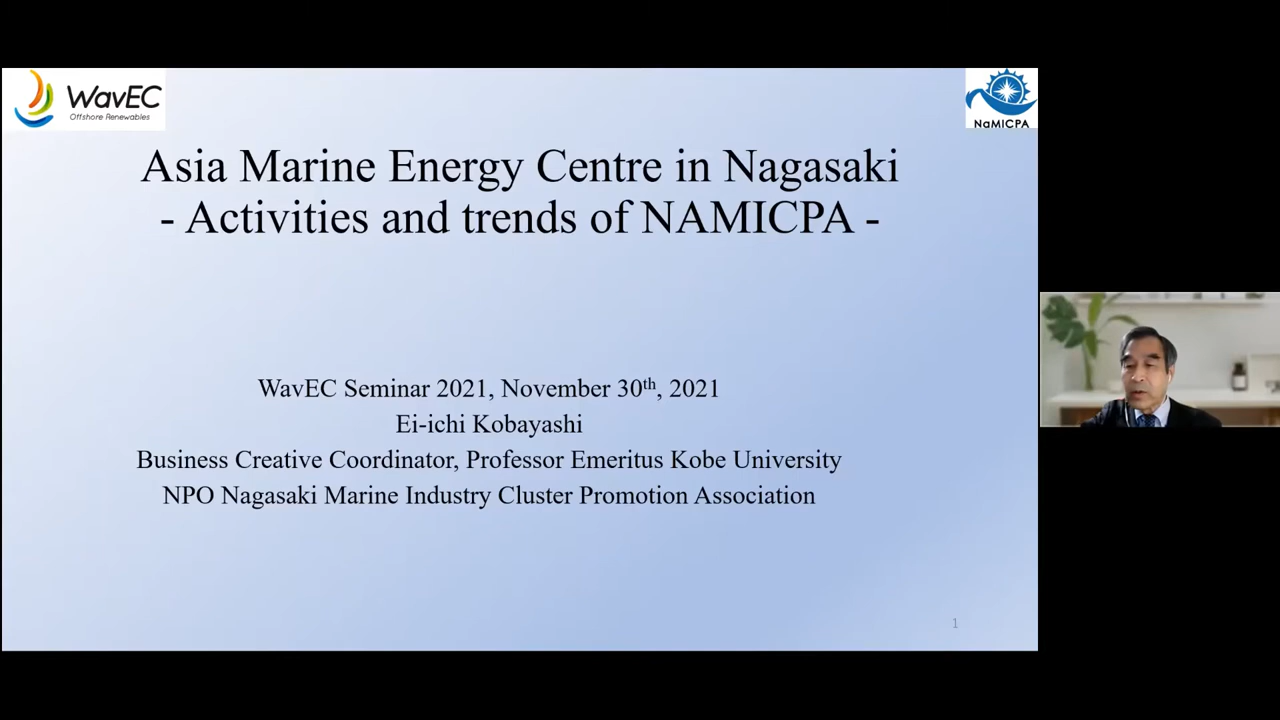 WavEC
Offshore Renewables
NaMICPA
Asia Marine Energy Centre in Nagasaki
- Activities and trends of NAMICPA -
WavEC Seminar 2021, November 30th, 2021
Ei-ichi Kobayashi
Business Creative Coordinator, Professor Emeritus Kobe University
NPO Nagasaki Marine Industry Cluster Promotion Association
1